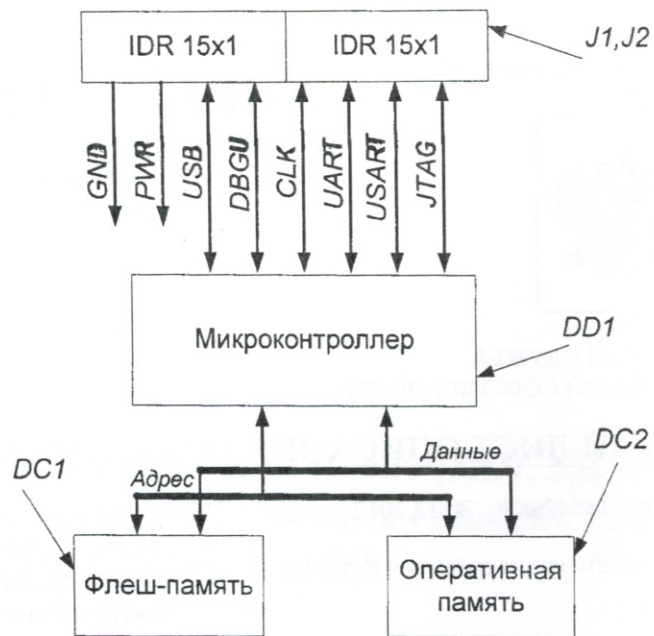 IDR 15x1
IDR 15x1
J1,J2
GND
PWR
USB
DBGU
CLK
UART
USART
JTAG
Микроконтроллер
DD1
DC1
Адрес
Данные
DC2
Флеш-память
Оперативная
память